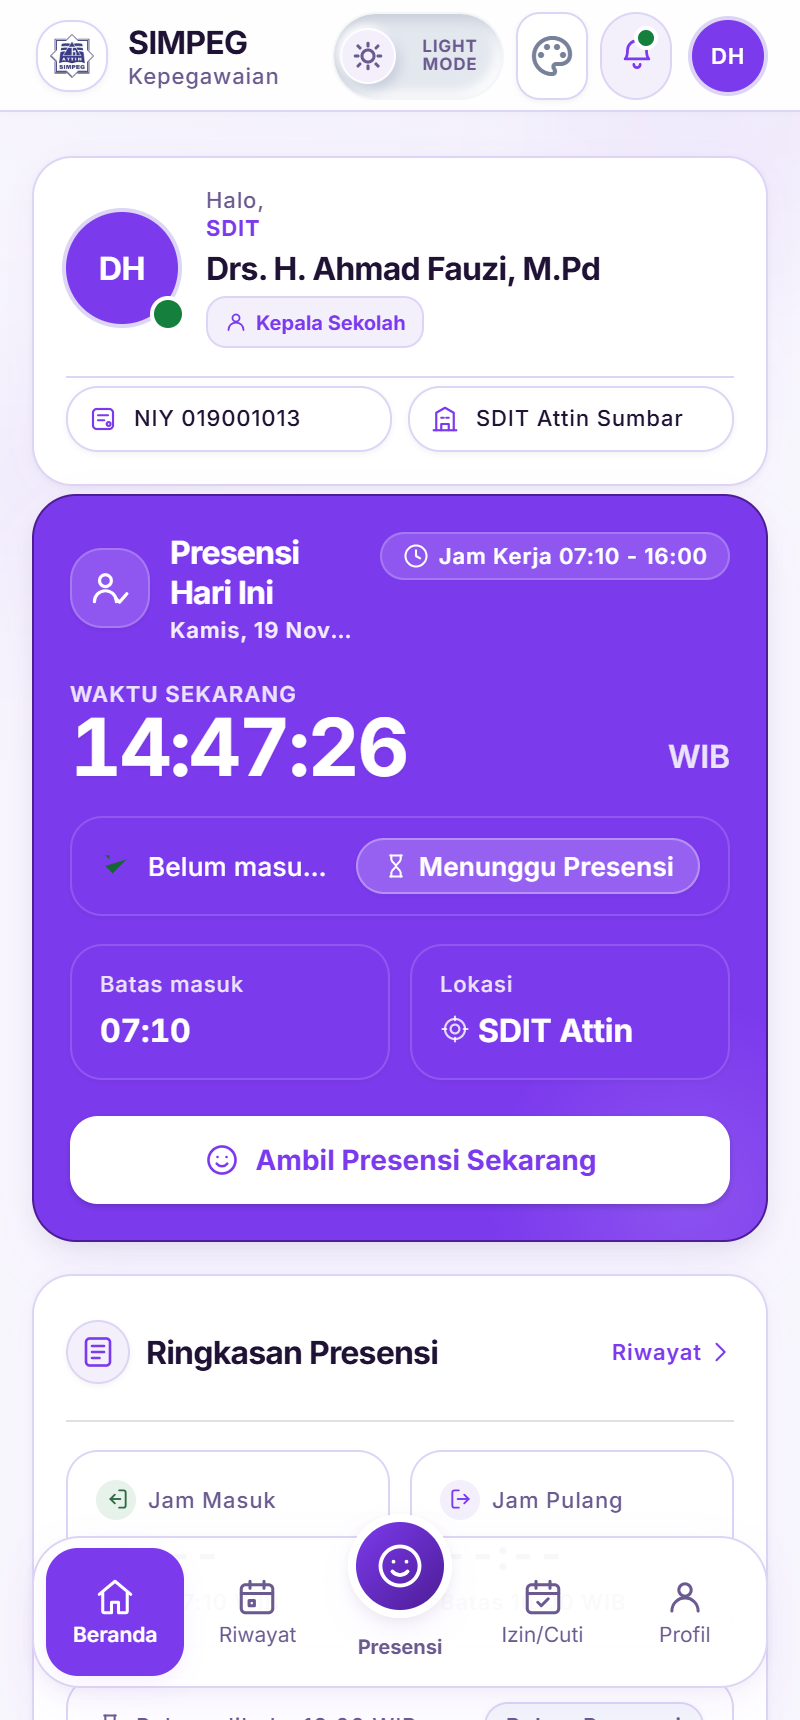 SIMPEG
Kepegawaian
LIGHT
MODE
DH
ATTIN
SIMPEG
DH
Halo,
SDIT
Drs. H. Ahmad Fauzi, M.Pd
Kepala Sekolah
NIY 019001013
SDIT Attin Sumbar
Presensi
Hari Ini
Kamis, 19 Nov...
Jam Kerja 07:10 - 16:00
WAKTU SEKARANG
14:47:26
WIB
Belum masu...
Menunggu Presensi
Batas masuk
07:10
Lokasi
SDIT Attin
Ambil Presensi Sekarang
Ringkasan Presensi
Riwayat
Jam Masuk
Jam Pulang
Beranda
Riwayat
Presensi
Izin/Cuti
Profil